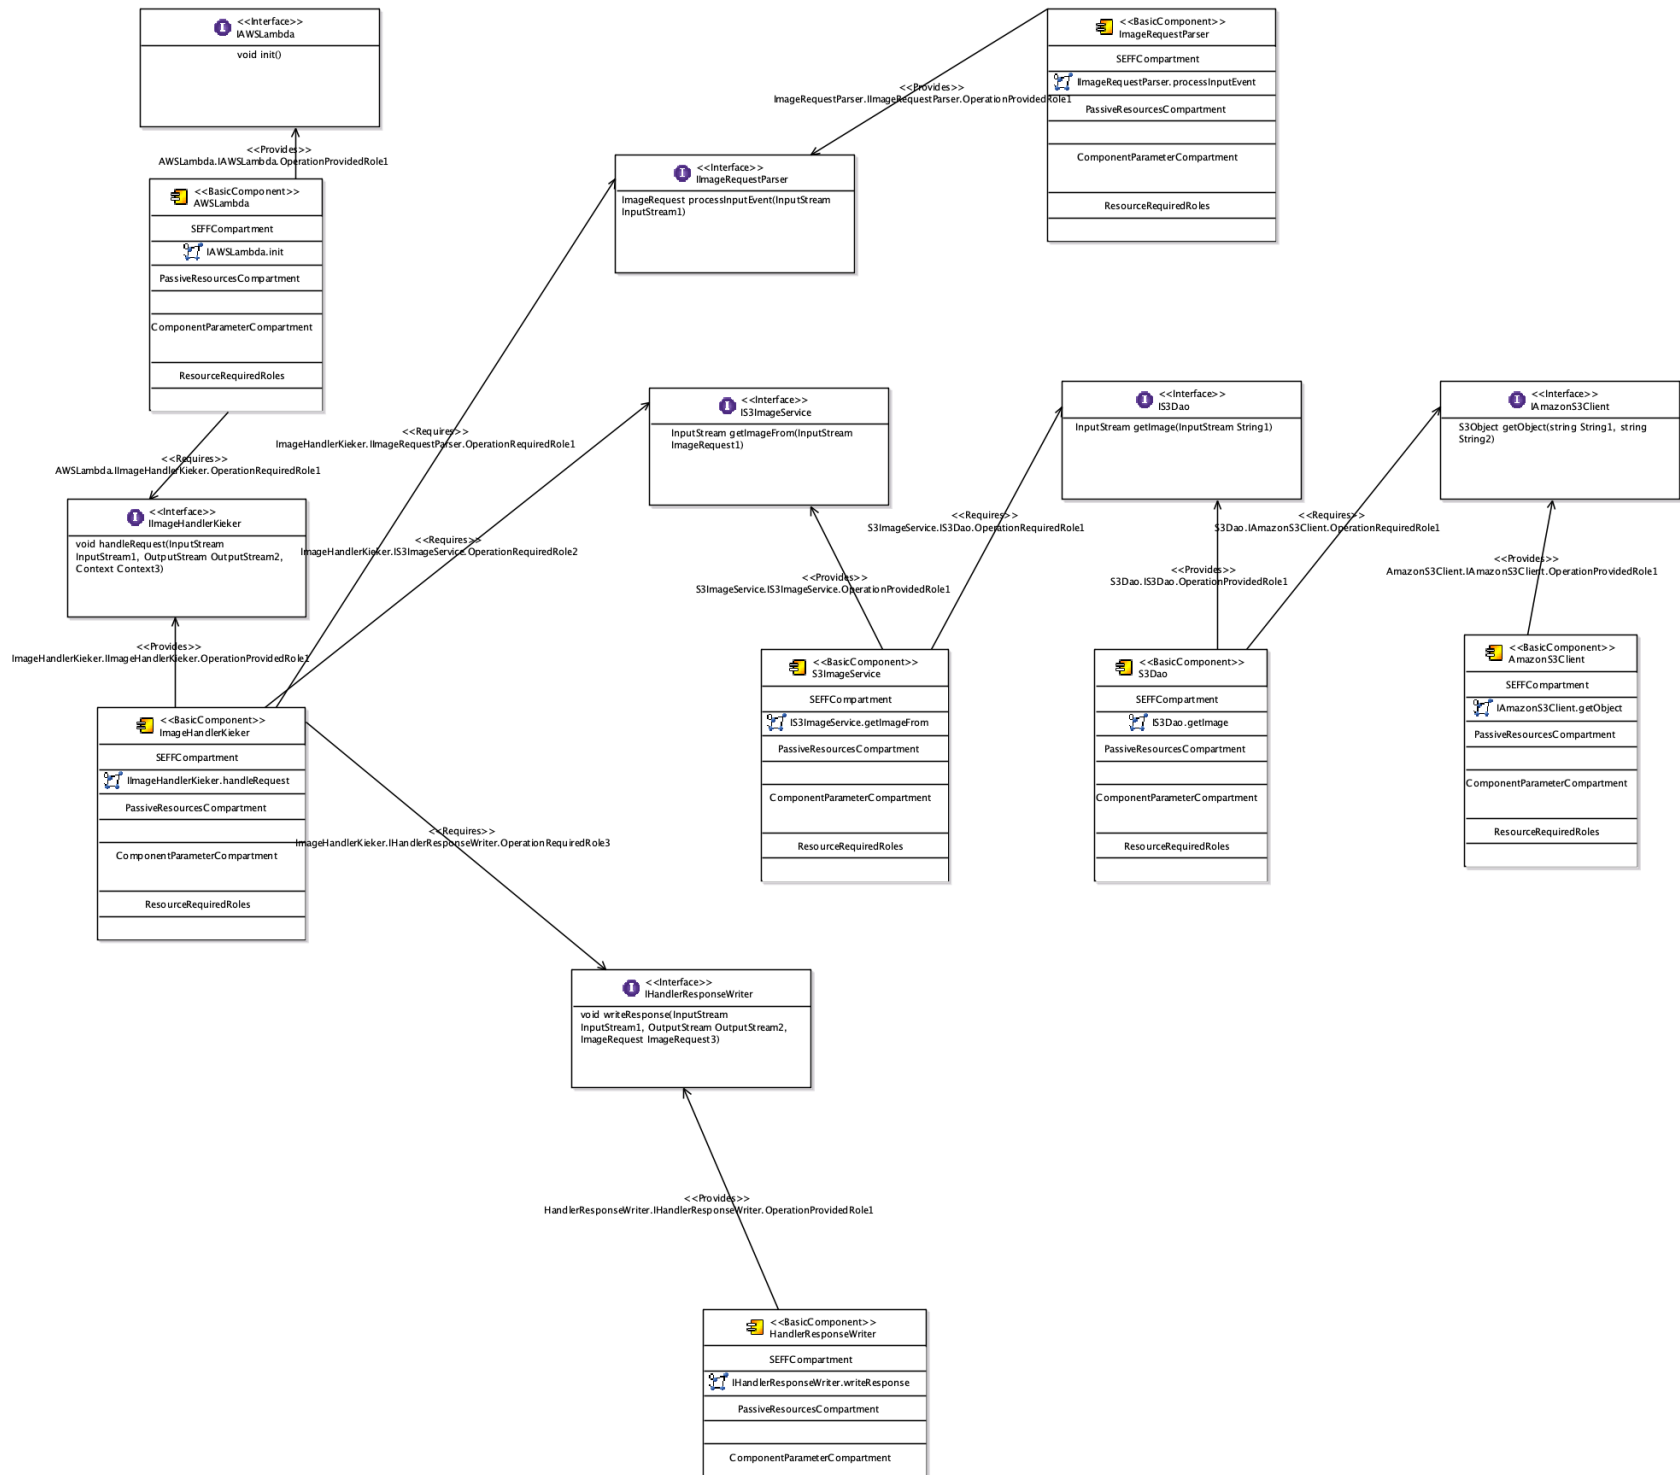 <<Interface>>
IAWSLambda
void init()
<<Provides>>
AWSLambda.IAWSLambda.OperationProvidedRole1
<<BasicComponent>>
AWSLambda
SEFFCompartment
IAWSLambda.init
PassiveResourcesCompartment
ComponentParameterCompartment
ResourceRequiredRoles
<<Requires>>
AWSLambda.IImageHandlerKieker.OperationRequiredRole1
<<Interface>>
IImageHandlerKieker
void handleRequest(InputStream
InputStream1, OutputStream OutputStream2,
Context Context3)
<<Provides>>
ImageHandlerKieker.IImageHandlerKieker.OperationProvidedRole1
<<BasicComponent>>
ImageHandlerKieker
SEFFCompartment
IImageHandlerKieker.handleRequest
PassiveResourcesCompartment
ComponentParameterCompartment
ResourceRequiredRoles
<<Requires>>
ImageHandlerKieker.IImageRequestParser.OperationRequiredRole1
<<Requires>>
ImageHandlerKieker.IS3ImageService.OperationRequiredRole2
<<Requires>>
ImageHandlerKieker.IHandlerResponseWriter.OperationRequiredRole3
<<Provides>>
ImageRequestParser.IImageRequestParser.OperationProvidedRole1
<<Interface>>
IImageRequestParser
ImageRequest processInputEvent(InputStream
InputStream1)
<<BasicComponent>>
ImageRequestParser
SEFFCompartment
IImageRequestParser.processInputEvent
PassiveResourcesCompartment
ComponentParameterCompartment
ResourceRequiredRoles
<<Interface>>
IS3ImageService
InputStream getImageFrom(InputStream
ImageRequest1)
<<Provides>>
S3ImageService.IS3ImageService.OperationProvidedRole1
<<Requires>>
S3ImageService.IS3Dao.OperationRequiredRole1
<<BasicComponent>>
S3ImageService
SEFFCompartment
IS3ImageService.getImageFrom
PassiveResourcesCompartment
ComponentParameterCompartment
ResourceRequiredRoles
<<Interface>>
IS3Dao
InputStream getImage(InputStream String1)
<<Provides>>
S3Dao.IS3Dao.OperationProvidedRole1
<<Requires>>
S3Dao.IAmazonS3Client.OperationRequiredRole1
<<BasicComponent>>
S3Dao
SEFFCompartment
IS3Dao.getImage
PassiveResourcesCompartment
ComponentParameterCompartment
ResourceRequiredRoles
<<Interface>>
IAmazonS3Client
S3Object getObject(string String1, string
String2)
<<Provides>>
AmazonS3Client.IAmazonS3Client.OperationProvidedRole1
<<BasicComponent>>
AmazonS3Client
SEFFCompartment
IAmazonS3Client.getObject
PassiveResourcesCompartment
ComponentParameterCompartment
ResourceRequiredRoles
<<Interface>>
IHandlerResponseWriter
void writeResponse(InputStream
InputStream1, OutputStream OutputStream2,
ImageRequest ImageRequest3)
<<Provides>>
HandlerResponseWriter.IHandlerResponseWriter.OperationProvidedRole1
<<BasicComponent>>
HandlerResponseWriter
SEFFCompartment
IHandlerResponseWriter.writeResponse
PassiveResourcesCompartment
ComponentParameterCompartment